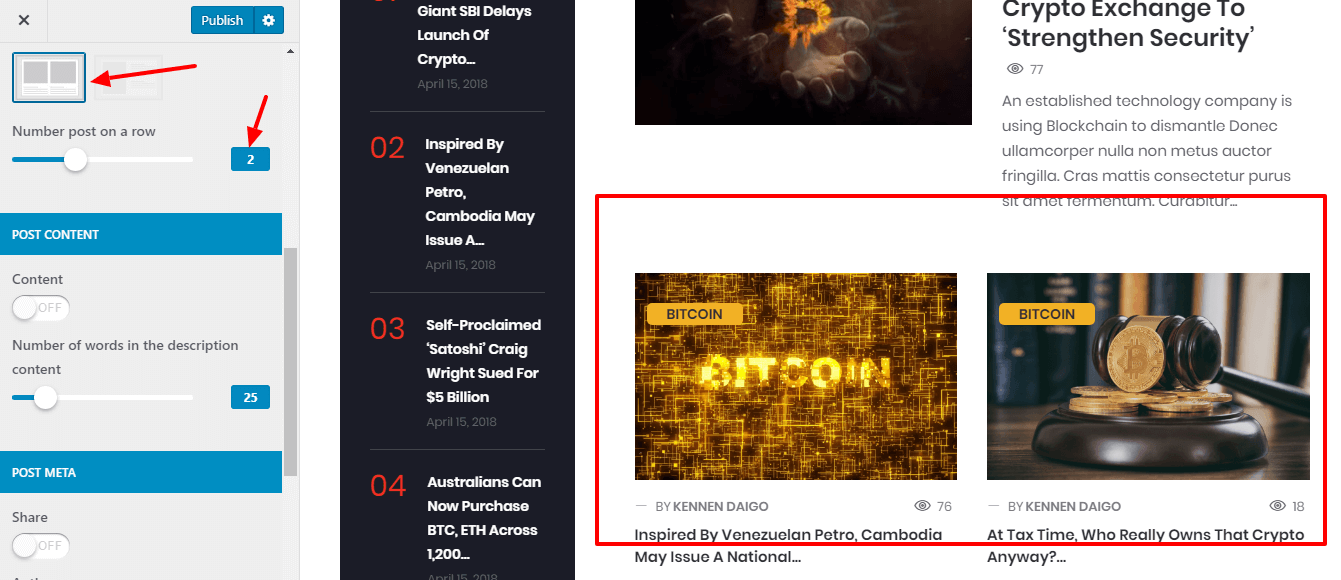 Publish
Number post on a row
2
POST CONTENT
Content
OFF
Number of words in the description
content
25
POST META
Share
OFF
Giant SBI Delays
Launch Of
Crypto...
April 15, 2018
02
Inspired By
Venezuelan
Petro,
Cambodia May
Issue A...
April 15, 2018
03
Self-Proclaimed
‘Satoshi’ Craig
Wright Sued For
$5 Billion
April 15, 2018
04
Australians Can
Now Purchase
BTC, ETH Across
1,200...
April 15, 2018
Crypto Exchange To
‘Strengthen Security’
77
An established technology company is
using Blockchain to dismantle Donec
ullamcorper nulla non metus auctor
fringilla. Cras mattis consectetur purus
sit amet fermentum. Curabitur...
BITCOIN
BITCOIN
— BY KENNEN DAIGO 76
Inspired By Venezuelan Petro, Cambodia
May Issue A National...
BITCOIN
— BY KENNEN DAIGO 18
At Tax Time, Who Really Owns That Crypto
Anyway?...